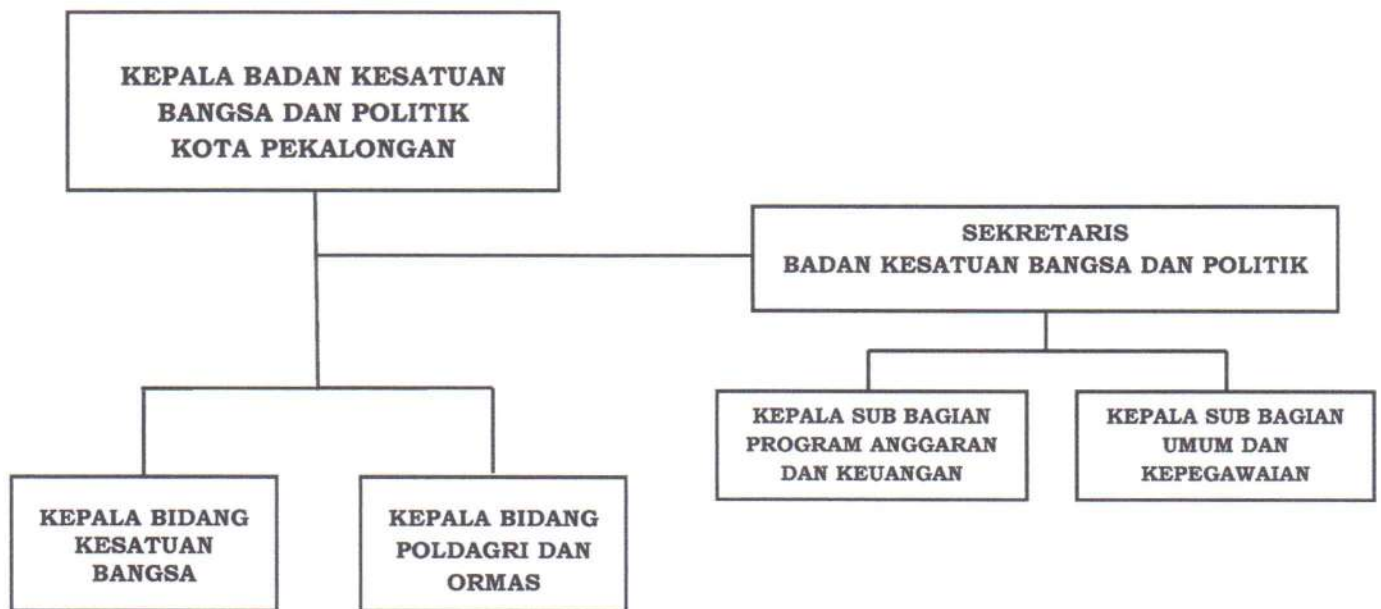 KEPALA BADAN KESATUAN
BANGSA DAN POLITIK
KOTA PEKALONGAN
SEKRETARIS
BADAN KESATUAN BANGSA DAN POLITIK
KEPALA SUB BAGIAN
PROGRAM ANGGARAN
DAN KEUANGAN
KEPALA SUB BAGIAN
UMUM DAN
KEPEGAWAIAN
KEPALA BIDANG
KESATUAN
BANGSA
KEPALA BIDANG
POLDAGRI DAN
ORMAS